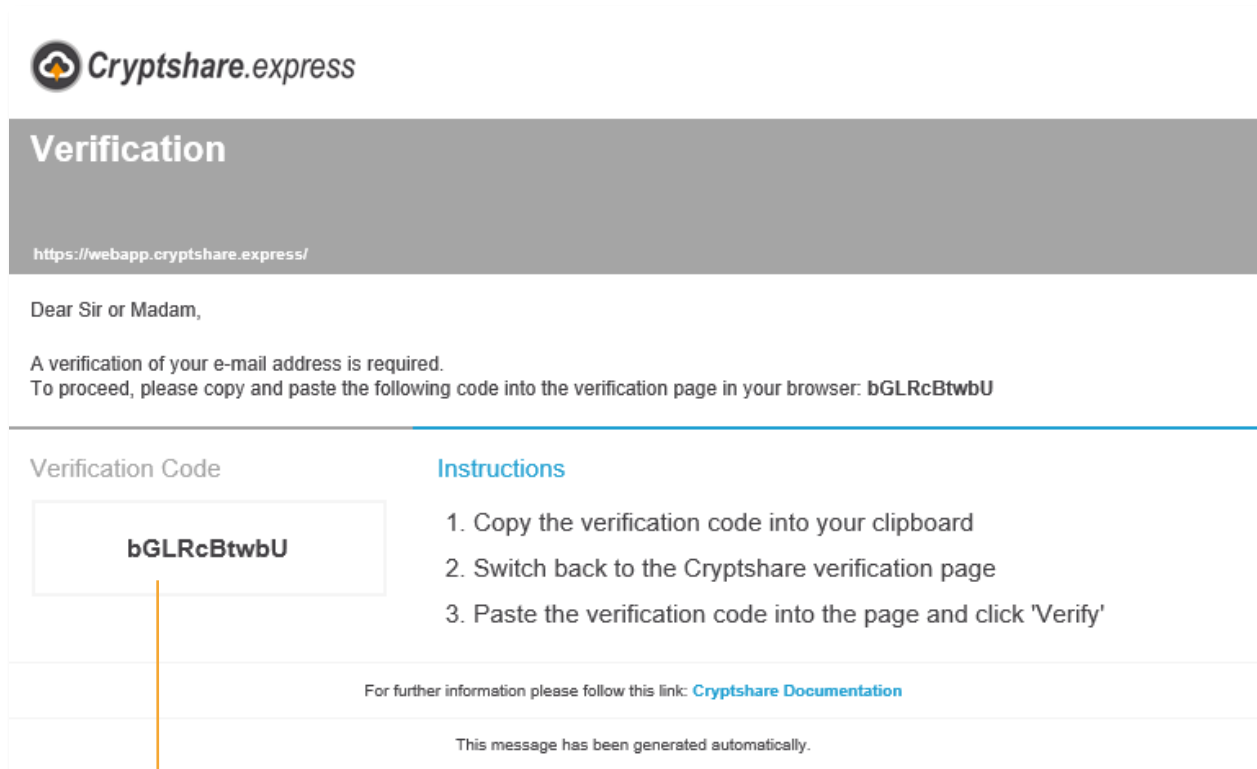 Cryptshare.express
Verification
https://webapp.cryptshare.express/
Dear Sir or Madam,
A verification of your e-mail address is required.
To proceed, please copy and paste the following code into the verification page in your browser: bGLRcBtwbU
Verification Code
bGLRcBtwbU
Instructions
1. Copy the verification code into your clipboard
2. Switch back to the Cryptshare verification page
3. Paste the verification code into the page and click 'Verify'
For further information please follow this link: Cryptshare Documentation
This message has been generated automatically.